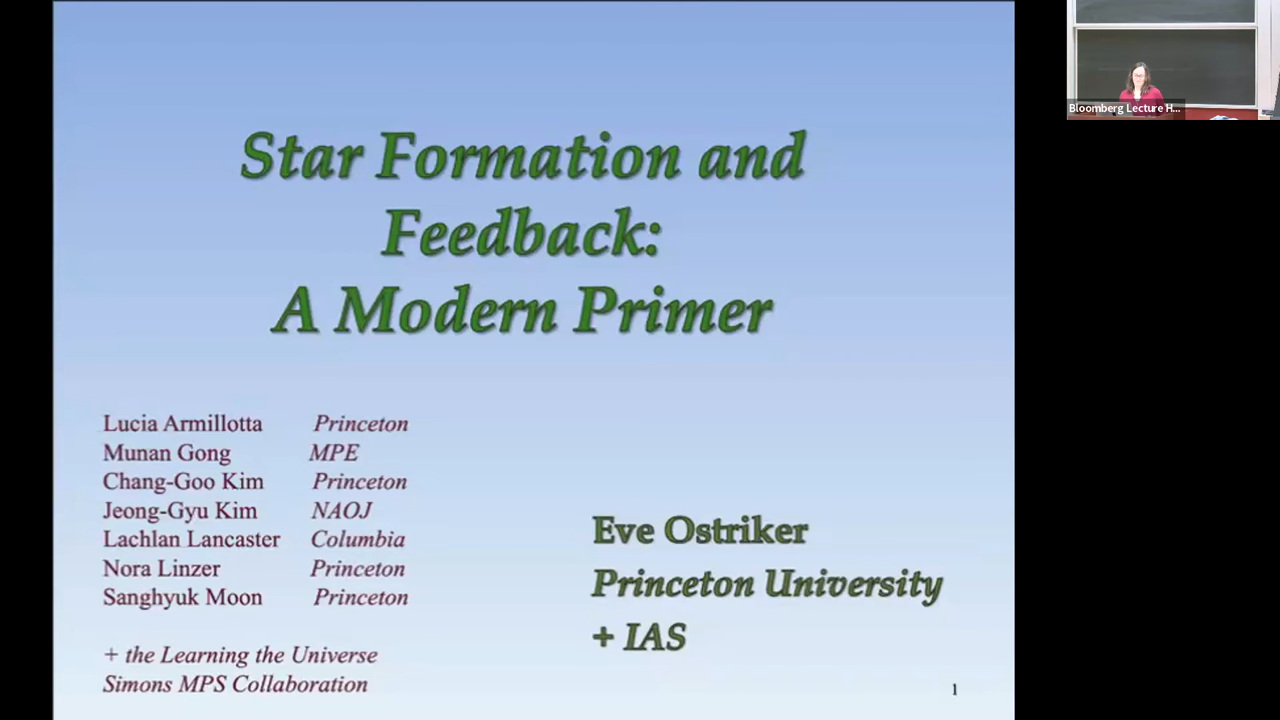 Star Formation and
Feedback:
A Modern Primer
Lucia Armillotta Princeton
Munan Gong MPE
Chang-Goo Kim Princeton
Jeong-Gyu Kim NAOJ
Lachlan Lancaster Columbia
Nora Linzer Princeton
Sanghyuk Moon Princeton
+ the Learning the Universe
Simons MPS Collaboration
Eve Ostriker
Princeton University
+ IAS
1
Bloomberg Lecture H...